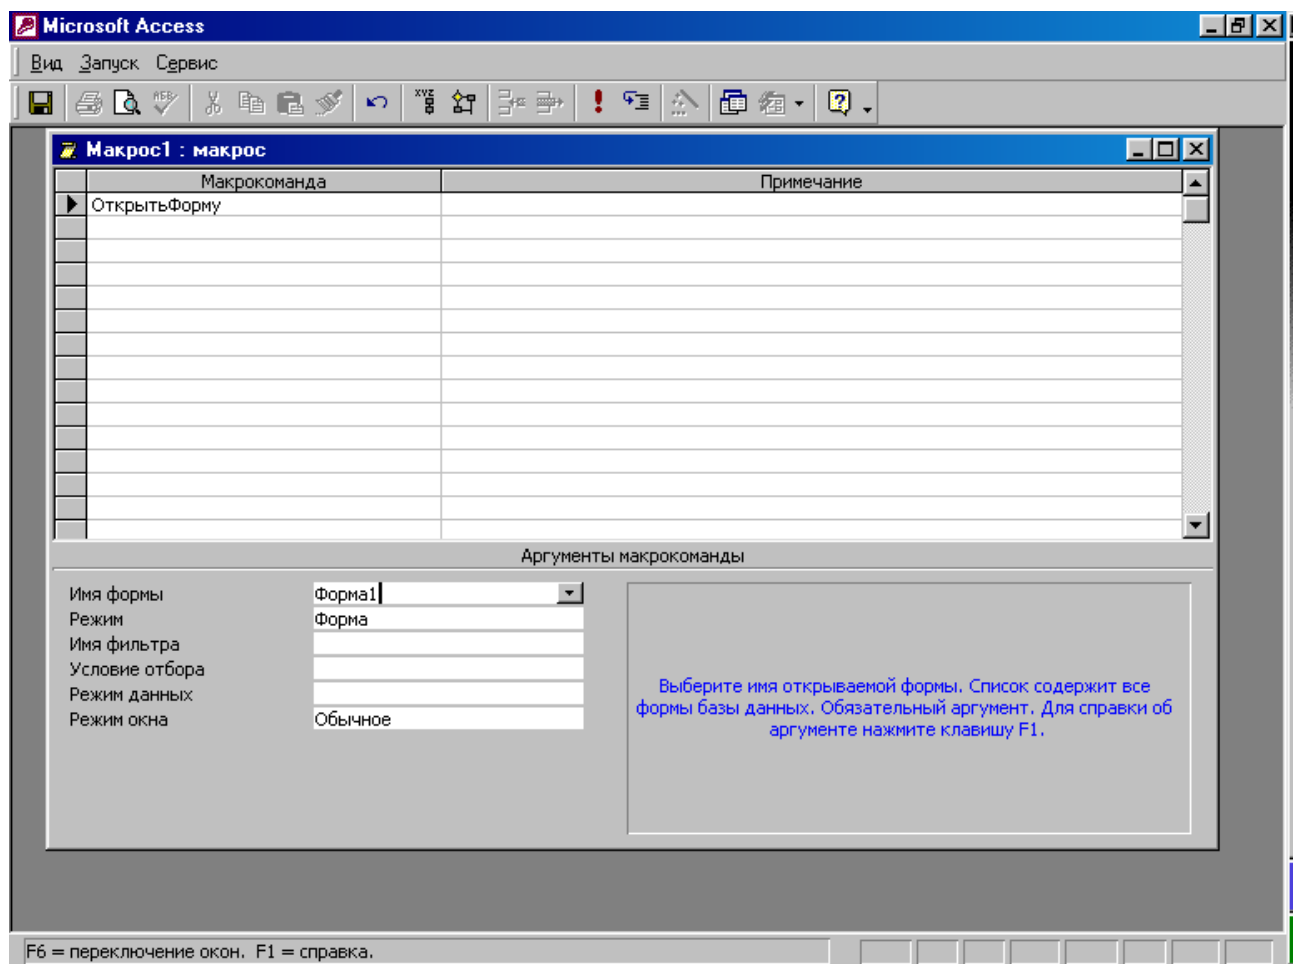 Microsoft Access
Вид Запуск Сервис
Макрос1 : макрос
Макрокоманда Примечание
ОткрытьФорму
Аргументы макрокоманды
Имя формы Форма1
Режим Форма
Имя фильтра
Условие отбора
Режим данных
Режим окна Обычное
Выберите имя открываемой формы. Список содержит все
формы базы данных. Обязательный аргумент. Для справки об
аргументе нажмите клавишу F1.
F6 = переключение окон. F1 = справка.